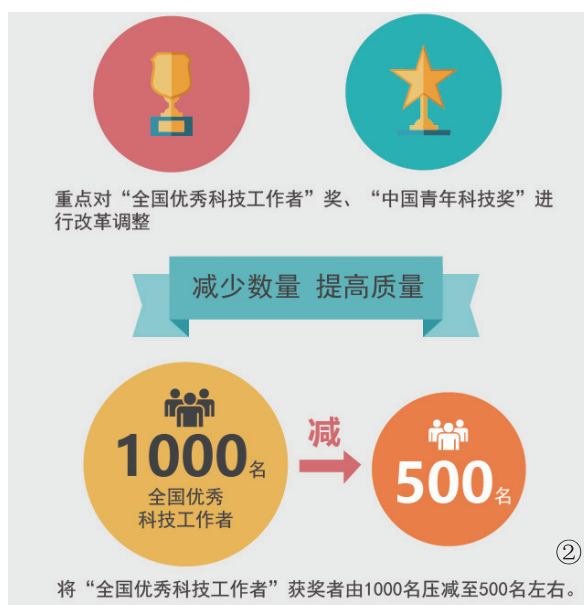 重点对“全国优秀科技工作者”奖、“中国青年科技奖”进
行改革调整
减少数量 提高质量
1000名
全国优秀
科技工作者
减
500名
②
将“全国优秀科技工作者”获奖者由1000名压减至500名左右。